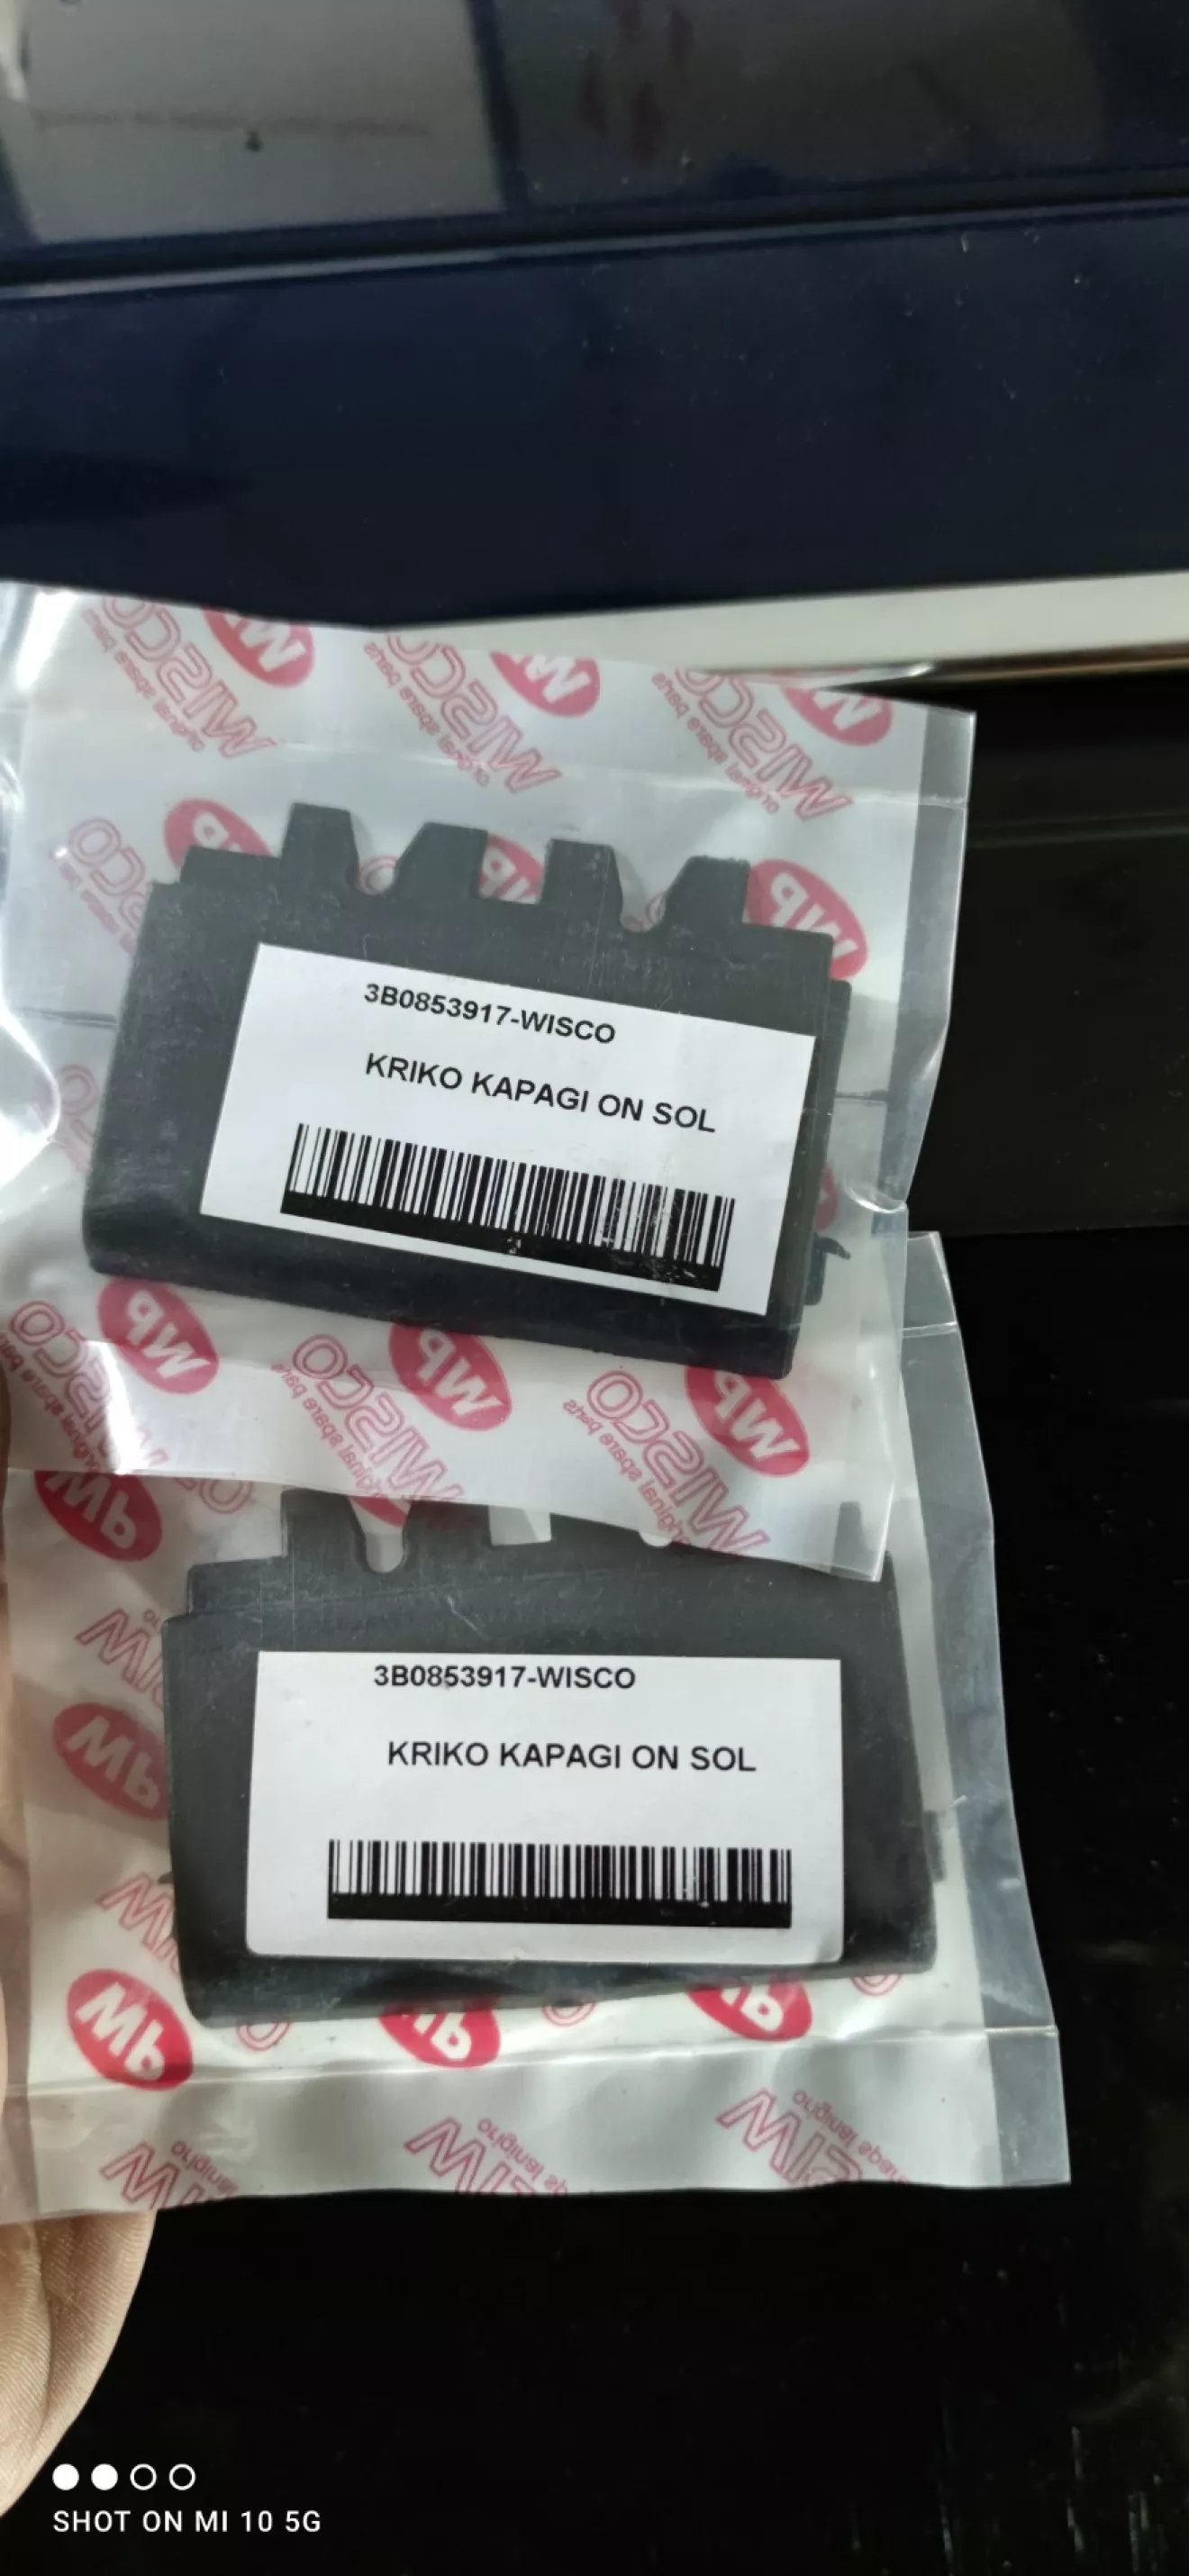 3B0853917-WISCO
KRIKO KAPAGI ON SOL
3B0853917-WISCO
KRIKO KAPAGI ON SOL
SHOT ON MI 10 5G